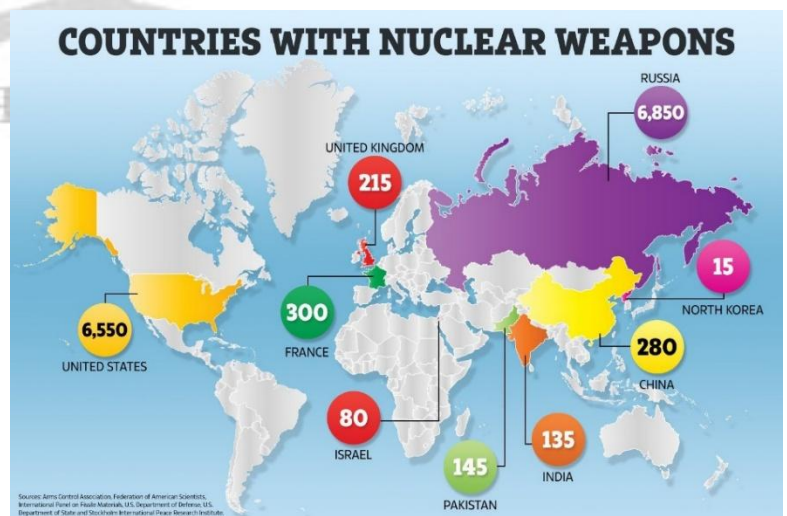 COUNTRIES WITH NUCLEAR WEAPONS
RUSSIA
6,850
UNITED KINGDOM
215
15
NORTH KOREA
300
FRANCE
6,550
UNITED STATES
280
CHINA
80
ISRAEL
135
INDIA
145
PAKISTAN
Sources: Arms Control Association, Federation of American Scientists,
International Panel on Fissile Materials, U.S. Department of Defense, U.S.
Department of State and Stockholm International Peace Research Institute.